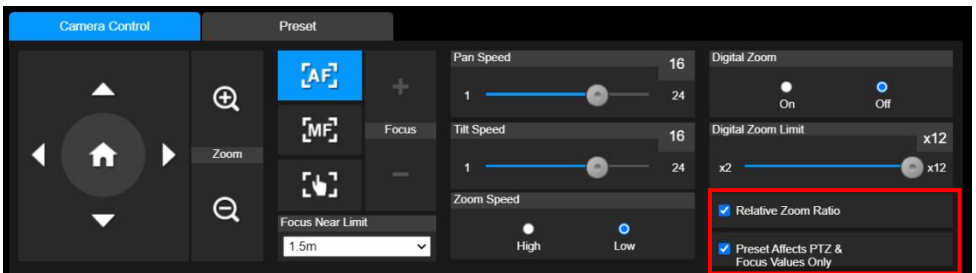 Camera Control
Preset
Zoom
AF
MF
Focus
Focus Near Limit
1.5m
Pan Speed
16
1
24
Tilt Speed
16
1
24
Zoom Speed
High
Low
Digital Zoom
On
Off
Digital Zoom Limit
x12
x2
x12
Relative Zoom Ratio
Preset Affects PTZ &
Focus Values Only